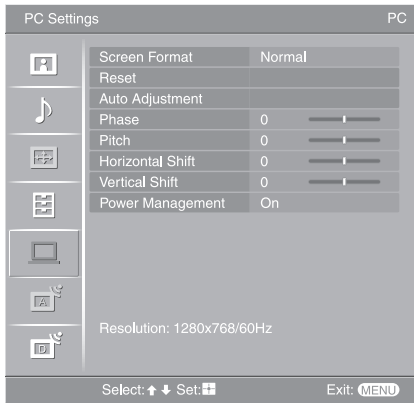 PC Settings PC
Screen Format Normal
Reset
Auto Adjustment
Phase 0
Pitch 0
Horizontal Shift 0
Vertical Shift 0
Power Management On
A
D
Resolution: 1280x768/60Hz
Select: Set: Exit: MENU